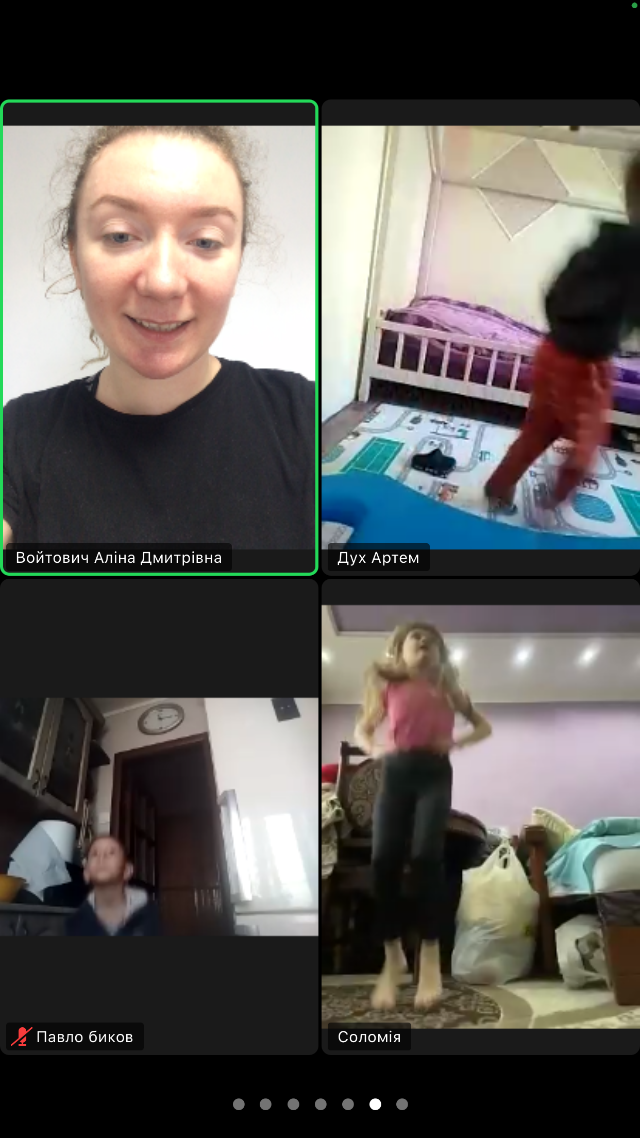 Войтович Аліна Дмитрівна
Дух Артем
Павло биков
Соломія